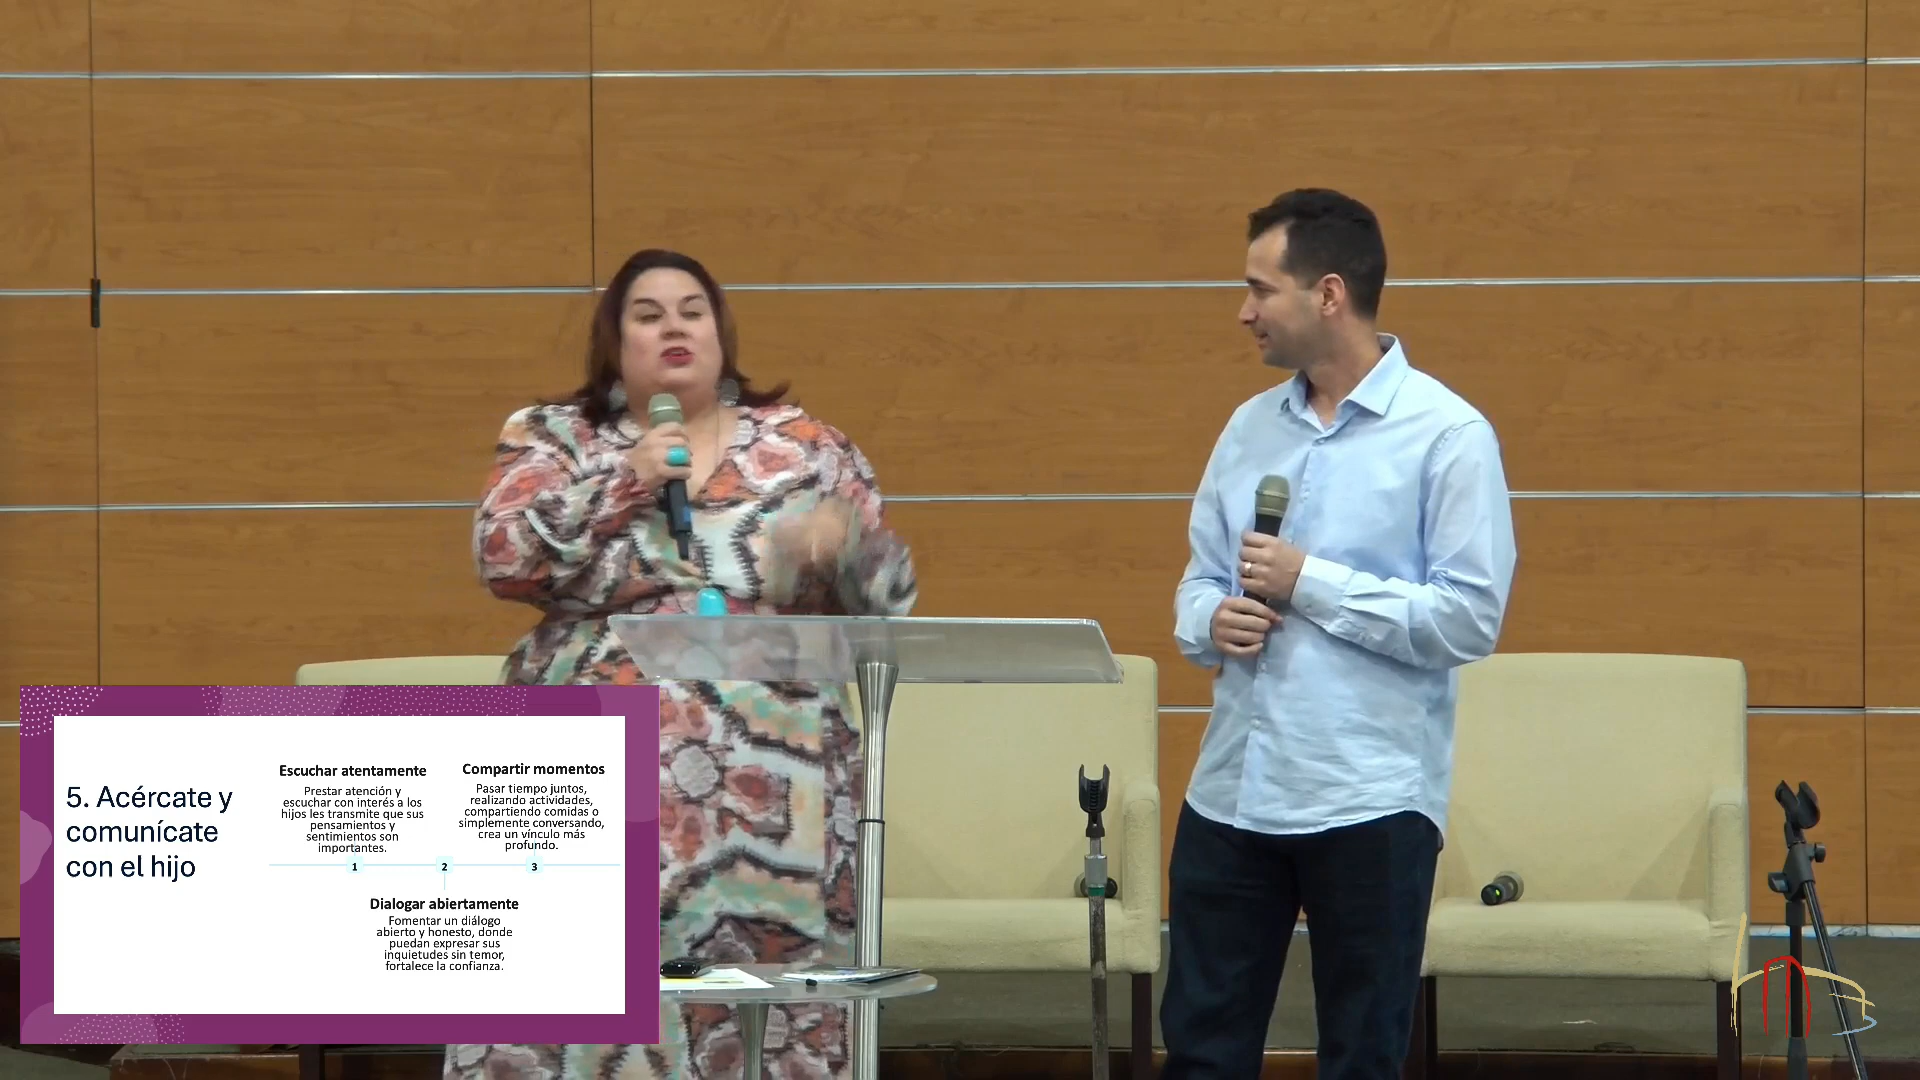 5. Acércate y
comunícate
con el hijo
Escuchar atentamente
Prestar atención y
escuchar con interés a los
hijos les transmite que sus
pensamientos y
sentimientos son
importantes.
Compartir momentos
Pasar tiempo juntos,
realizando actividades,
compartiendo comidas o
simplemente conversando,
crea un vínculo más
profundo.
1
2
3
Dialogar abiertamente
Fomentar un diálogo
abierto y honesto, donde
puedan expresar sus
inquietudes sin temor,
fortalece la confianza.